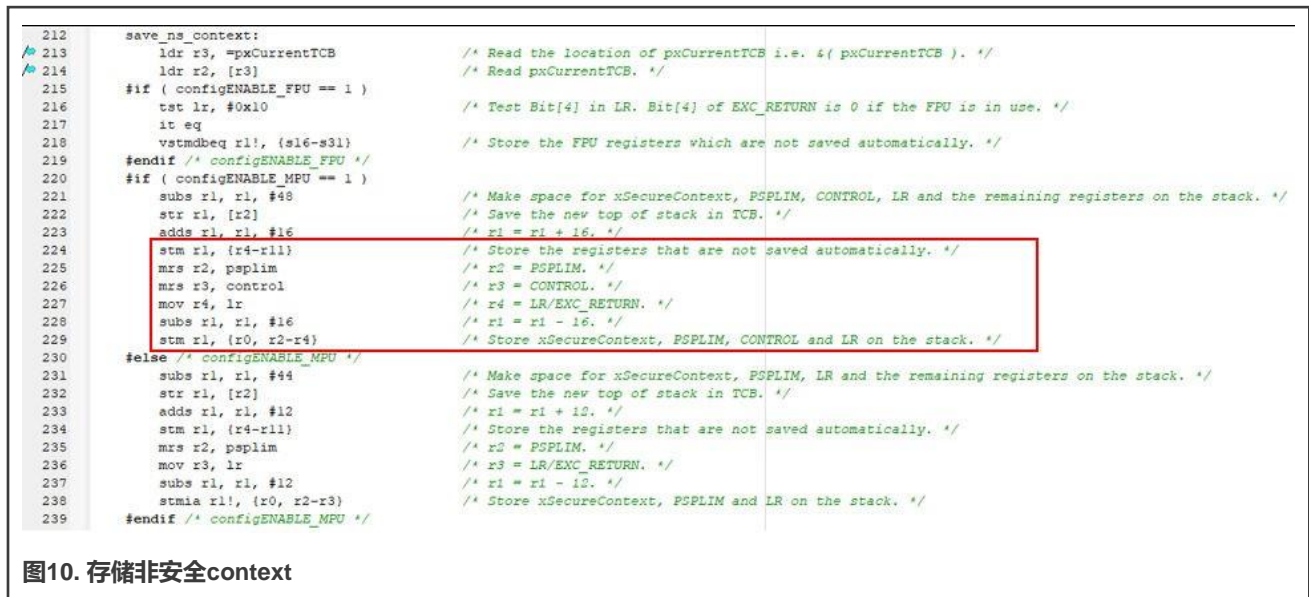 212 save_ns_context:
213 ldr r3, =pxCurrentTCB /* Read the location of pxCurrentTCB i.e. &( pxCurrentTCB ). */
214 ldr r2, [r3] /* Read pxCurrentTCB. */
215 #if ( configENABLE_FPU == 1 )
216 tst lr, #0x10 /* Test Bit[4] in LR. Bit[4] of EXC_RETURN is 0 if the FPU is in use. */
217 it eq
218 vstmdbeq r1!, {s16-s31} /* Store the FPU registers which are not saved automatically. */
219 #endif /* configENABLE_FPU */
220 #if ( configENABLE_MPU == 1 )
221 subs r1, r1, #48 /* Make space for xSecureContext, PSPLIM, CONTROL, LR and the remaining registers on the stack. */
222 str r1, [r2] /* Save the new top of stack in TCB. */
223 adds r1, r1, #16 /* r1 = r1 + 16. */
224 stm r1, {r4-r11} /* Store the registers that are not saved automatically. */
225 mrs r2, psplim /* r2 = PSPLIM. */
226 mrs r3, control /* r3 = CONTROL. */
227 mov r4, lr /* r4 = LR/EXC_RETURN. */
228 subs r1, r1, #16 /* r1 = r1 - 16. */
229 stm r1, {r0, r2-r4} /* Store xSecureContext, PSPLIM, CONTROL and LR on the stack. */
230 #else /* configENABLE_MPU */
231 subs r1, r1, #44 /* Make space for xSecureContext, PSPLIM, LR and the remaining registers on the stack. */
232 str r1, [r2] /* Save the new top of stack in TCB. */
233 adds r1, r1, #12 /* r1 = r1 + 12. */
234 stm r1, {r4-r11} /* Store the registers that are not saved automatically. */
235 mrs r2, psplim /* r2 = PSPLIM. */
236 mov r3, lr /* r3 = LR/EXC_RETURN. */
237 subs r1, r1, #12 /* r1 = r1 - 12. */
238 stmia r1!, {r0, r2-r3} /* Store xSecureContext, PSPLIM and LR on the stack. */
239 #endif /* configENABLE_MPU */
图10. 存储非安全context